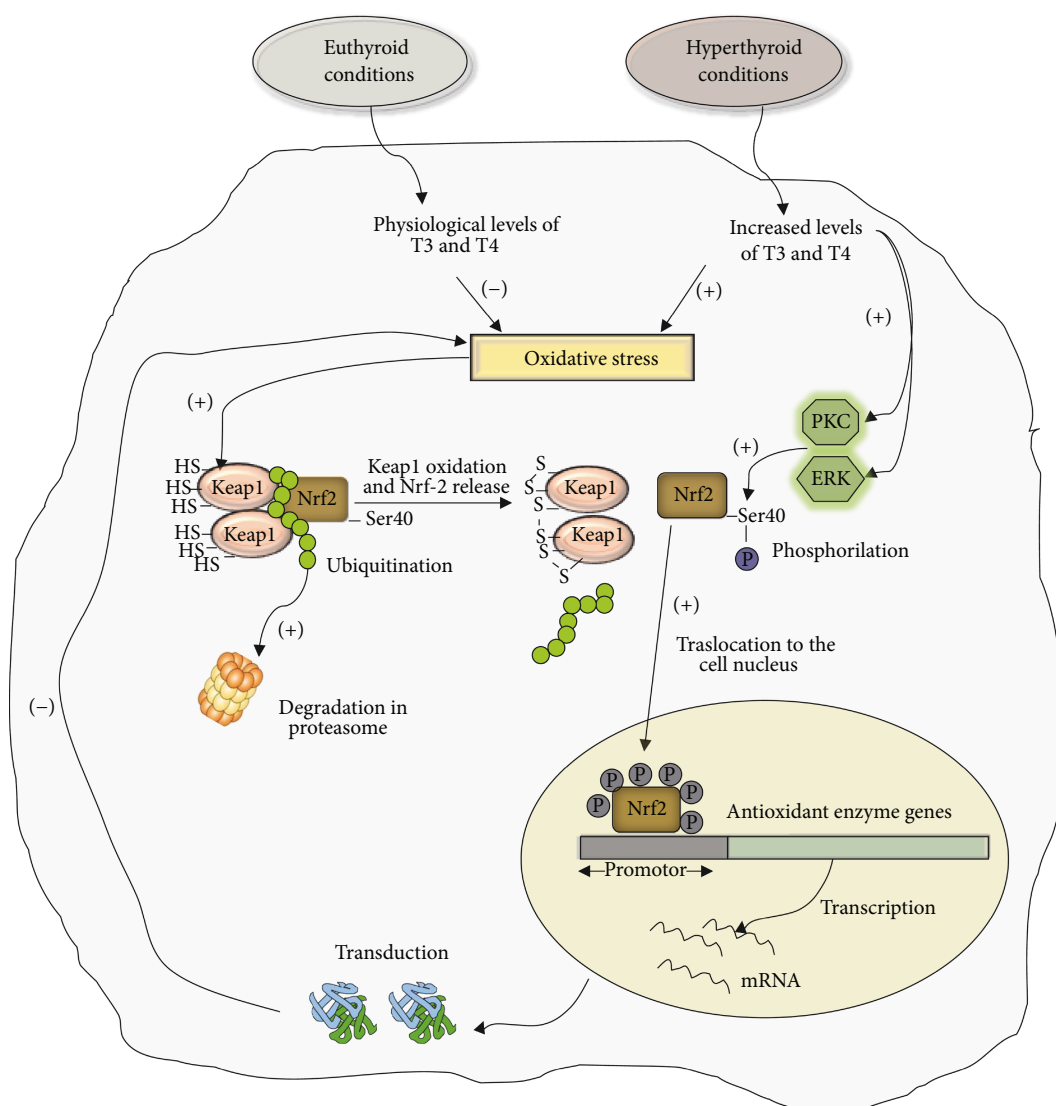 Euthyroid
conditions
Hyperthyroid
conditions
Physiological levels of
T3 and T4
Increased levels
of T3 and T4
(−)
(+)
(+)
Oxidative stress
(+)
PKC
ERK
(+)
HS
HS
HS
Keap1
Nrf2
Ser40
HS
HS
HS
Keap1
Ubiquitination
Keap1 oxidation
and Nrf-2 release
S
S
Keap1
S
S
S
Keap1
Nrf2
Ser40
P
Phosphorilation
(+)
Degradation in
proteasome
(+)
Traslocation to the
cell nucleus
(−)
P
P
P
P
P
P
Nrf2
Antioxidant enzyme genes
Promotor
Transcription
mRNA
Transduction